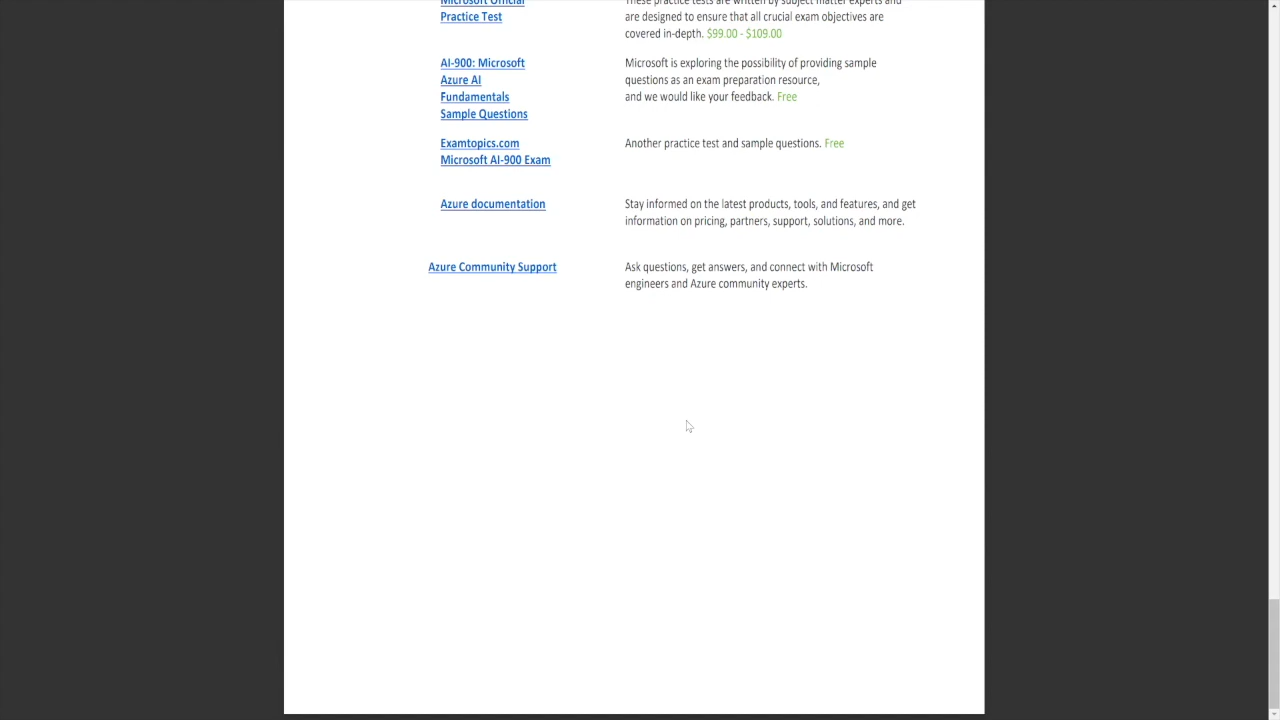 Microsoft Official
Practice Test
These practice tests are written by subject matter experts and
are designed to ensure that all crucial exam objectives are
covered in-depth. $99.00 - $109.00
AI-900: Microsoft
Azure AI
Fundamentals
Sample Questions
Microsoft is exploring the possibility of providing sample
questions as an exam preparation resource,
and we would like your feedback. Free
Examtopics.com
Microsoft AI-900 Exam
Another practice test and sample questions. Free
Azure documentation
Stay informed on the latest products, tools, and features, and get
information on pricing, partners, support, solutions, and more.
Azure Community Support
Ask questions, get answers, and connect with Microsoft
engineers and Azure community experts.